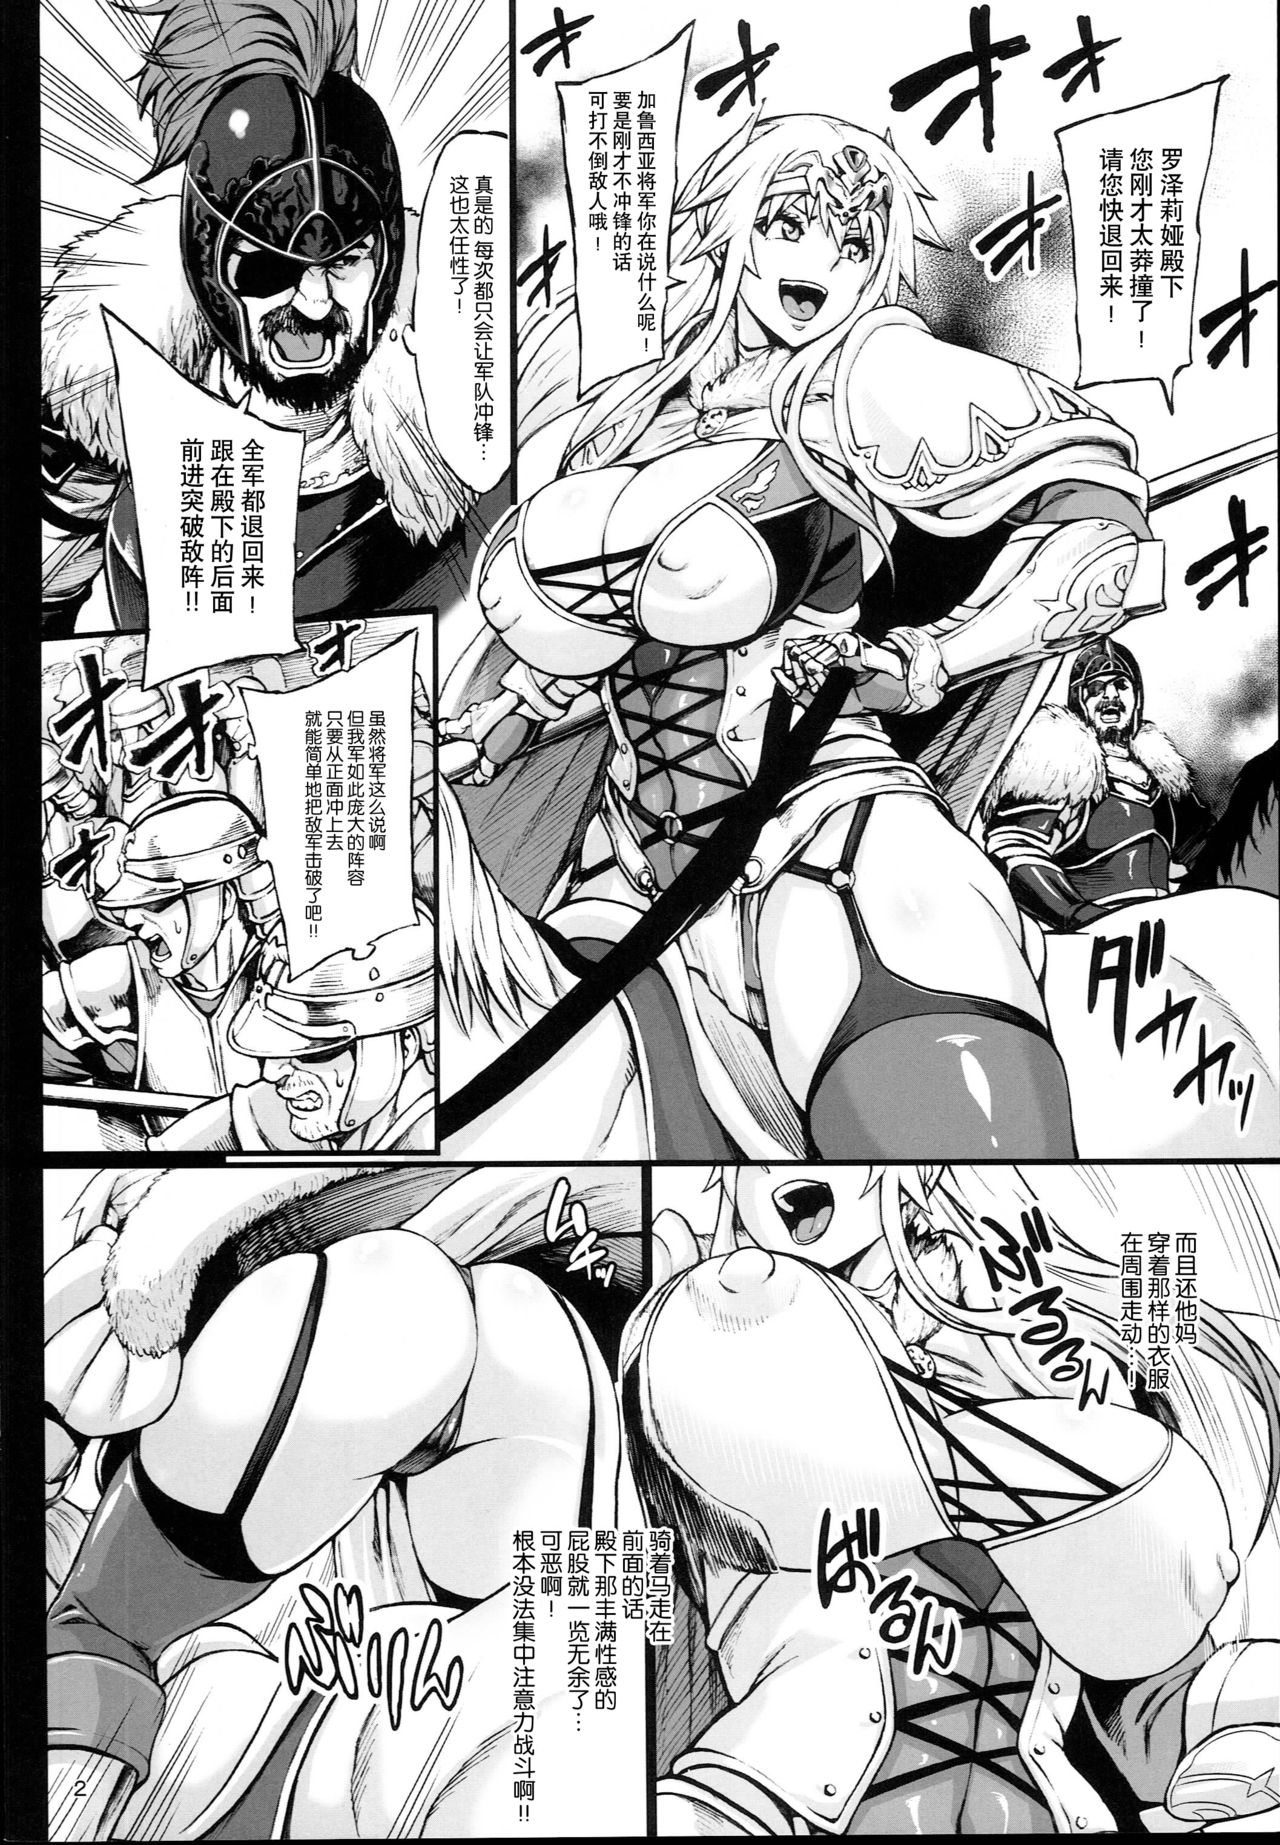 罗泽莉娅殿下
您刚才太莽撞了！
请您快退回来！
加鲁西亚将军你在说什么呢！
要是刚才不冲锋的话
可打不倒敌人哦！
真是的 每次都只会让军队冲锋…
这也太任性了！
全军都退回来！
跟在殿下的后面
前进突破敌阵!!
虽然将军这么说啊
但我军如此庞大的阵容
只要从正面冲上去
就能简单地把敌军击破了吧!!
オオオオ
オオオ
オオオオ
オ
ダカカカッ
而且还他妈
穿着那样的衣服
在周围走动…！
ぶるるるん
ばるるんん
ムチッ
骑着马走在
前面的话
殿下那丰满性感的
屁股就一览无余了…
可恶啊！
根本没法集中注意力战斗啊!!
2